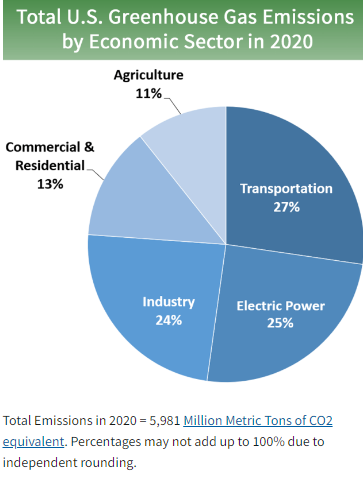 Total U.S. Greenhouse Gas Emissions
by Economic Sector in 2020
Agriculture
11%
Commercial &
Residential
13%
Transportation
27%
Industry
24%
Electric Power
25%
Total Emissions in 2020 = 5,981 Million Metric Tons of CO2
equivalent. Percentages may not add up to 100% due to
independent rounding.